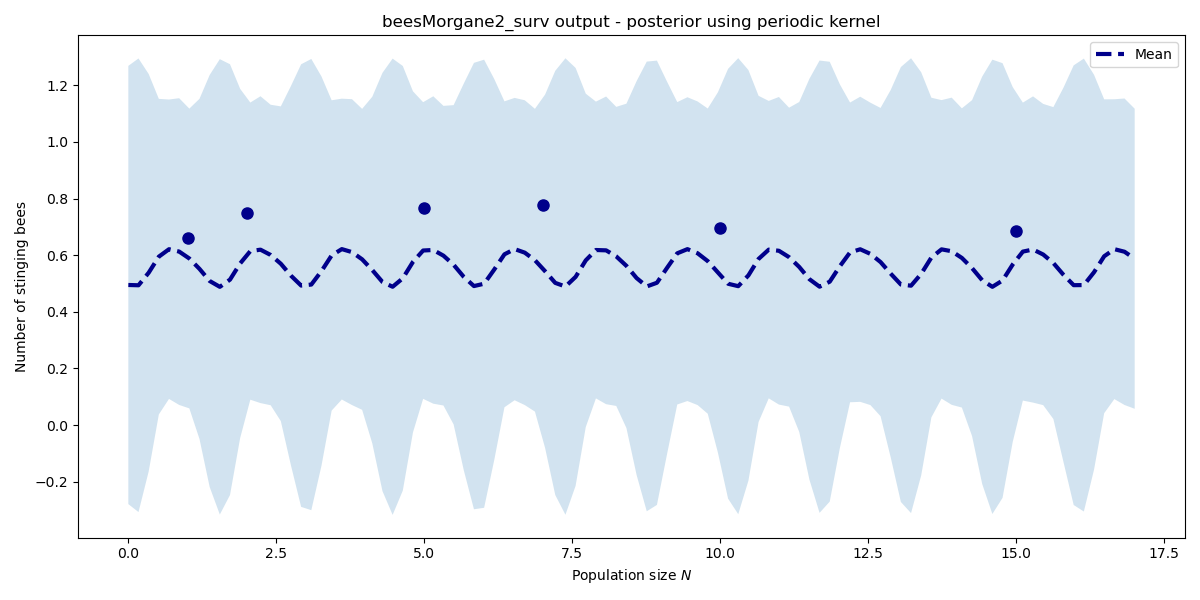 beesMorgane2_surv output - posterior using periodic kernel
Mean
Number of stinging bees
1.2
1.0
0.8
0.6
0.4
0.2
0.0
−0.2
0.0 2.5 5.0 7.5 10.0 12.5 15.0 17.5
Population size N